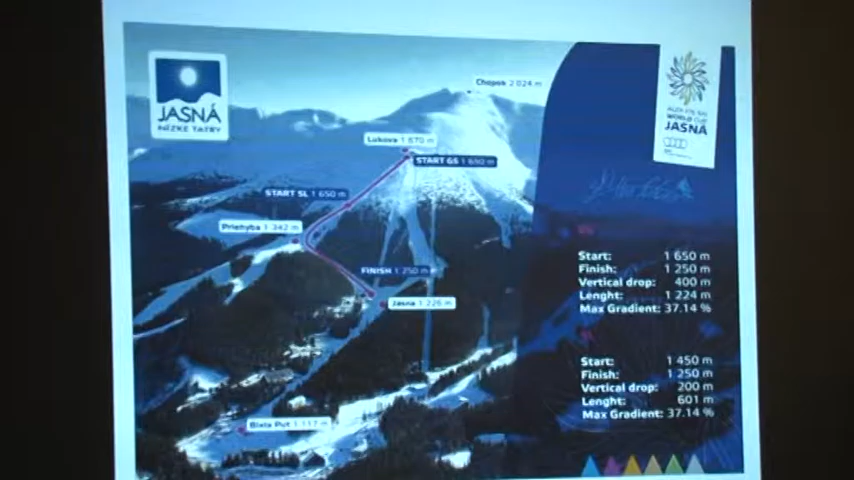 JASNÁ
NÍZKE TATRY
Chopok 2 024 m
AUDI FIS SKI
WORLD CUP
JASNÁ
Lukova 1 670 m
START GS 1 650 m
START SL 1 650 m
Priehyba 1 342 m
FINISH 1 250 m
Jasna 1 226 m
Biela Put 1 117 m
Start: 1 650 m
Finish: 1 250 m
Vertical drop: 400 m
Lenght: 1 224 m
Max Gradient: 37.14 %
Start: 1 450 m
Finish: 1 250 m
Vertical drop: 200 m
Lenght: 601 m
Max Gradient: 37.14 %